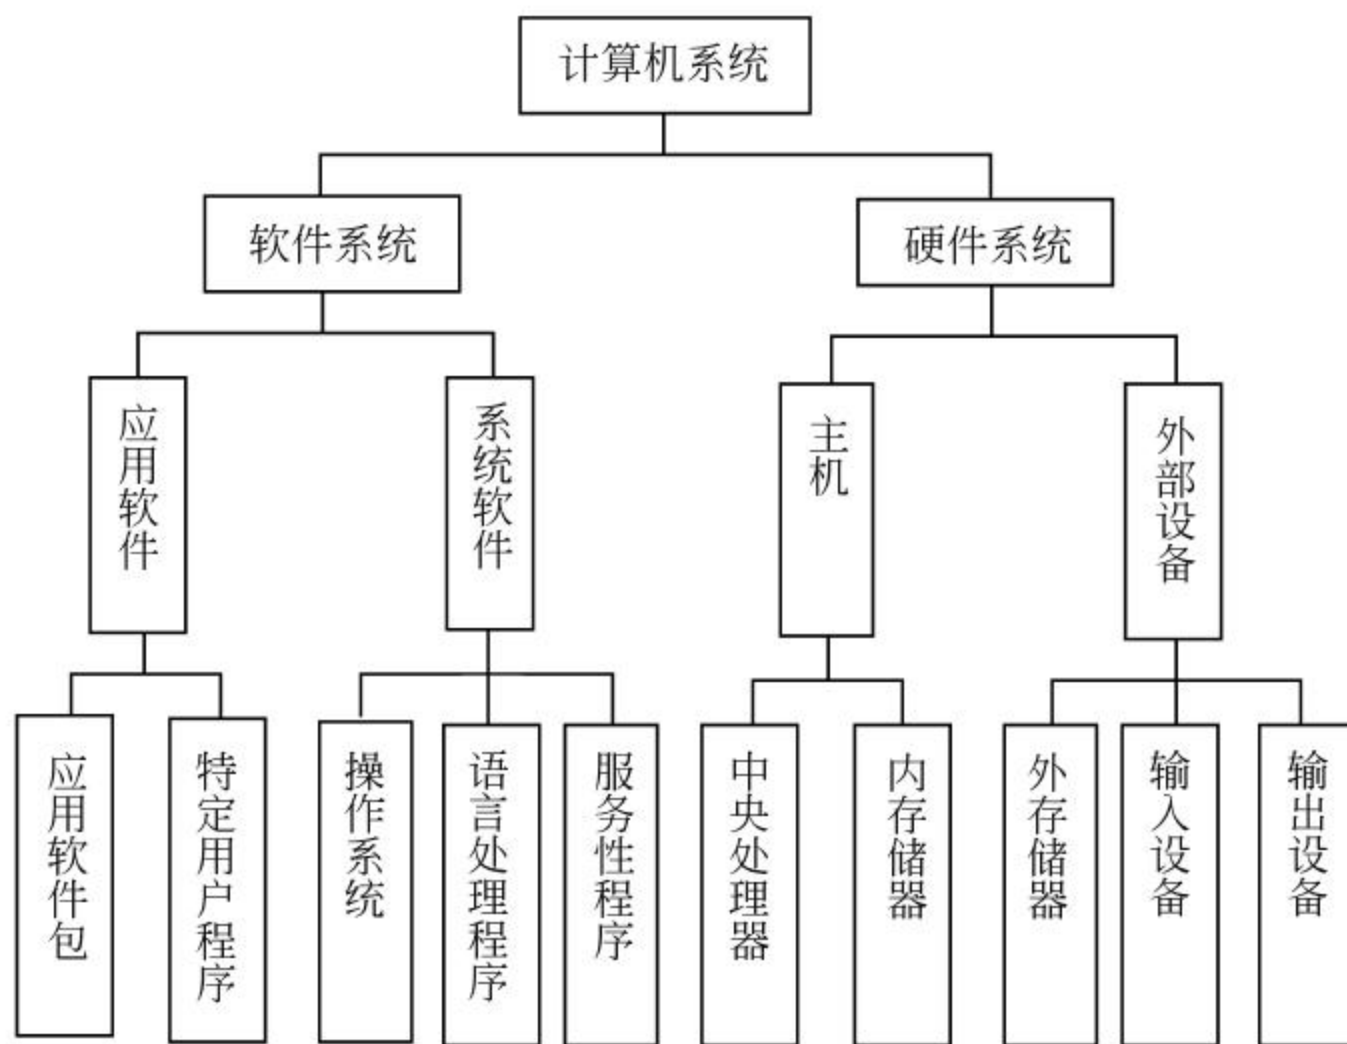 计算机系统
软件系统
硬件系统
应用软件
系统软件
主机
外部设备
应用软件包
特定用户程序
操作系统
语言处理程序
服务性程序
中央处理器
内存储器
外存储器
输入设备
输出设备